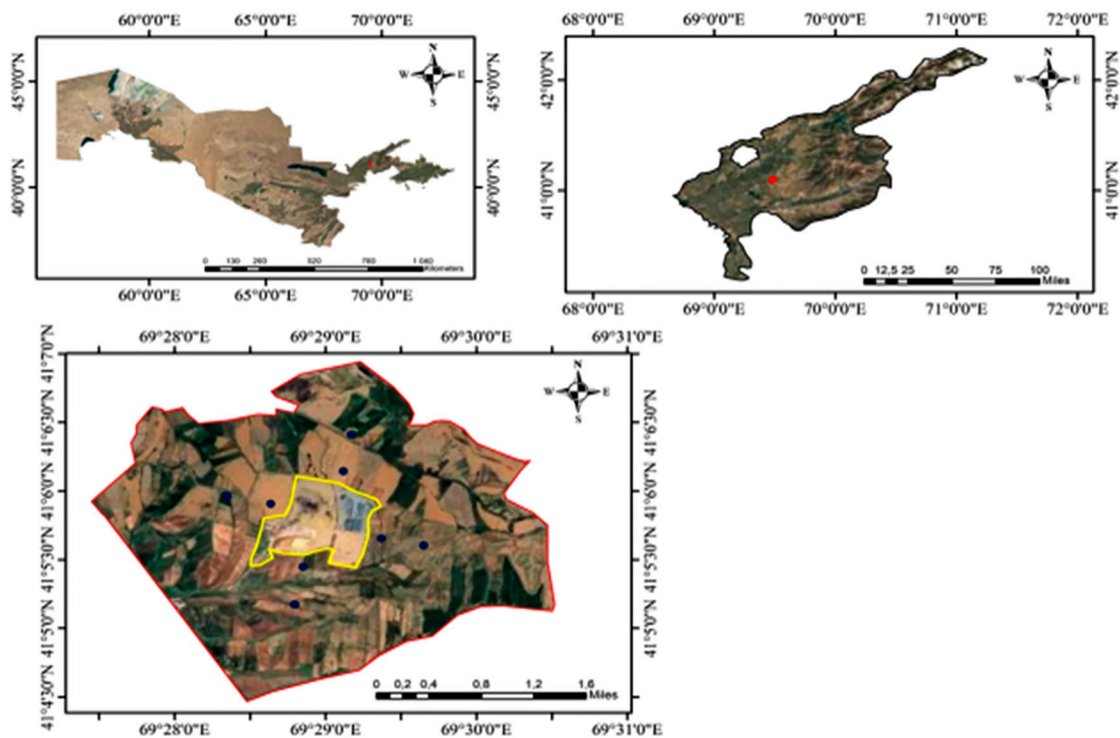 60°0'0"E 65°0'0"E 70°0'0"E
45°0'0"N
40°0'0"N
N
W E
S
0 130 260 520 780 1 040
Kilometers
45°0'0"N
40°0'0"N
60°0'0"E 65°0'0"E 70°0'0"E
68°0'0"E 69°0'0"E 70°0'0"E 71°0'0"E 72°0'0"E
42°0'0"N
41°0'0"N
N
W E
S
0 12,5 25 50 75 100
Miles
42°0'0"N
41°0'0"N
68°0'0"E 69°0'0"E 70°0'0"E 71°0'0"E 72°0'0"E
69°28'0"E 69°29'0"E 69°30'0"E 69°31'0"E
41°7'0"N
41°6'30"N
41°6'0"N
41°5'30"N
41°5'0"N
41°4'30"N
N
W E
S
0 0,2 0,4 0,8 1,2 1,6
Miles
41°6'30"N
41°6'0"N
41°5'30"N
41°5'0"N
69°28'0"E 69°29'0"E 69°30'0"E 69°31'0"E